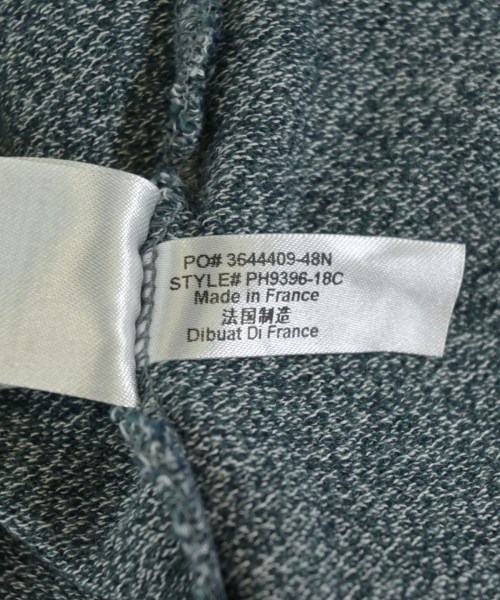 PO# 3644409-48N
STYLE# PH9396-18C
Made in France
法国制造
Dibuat Di France